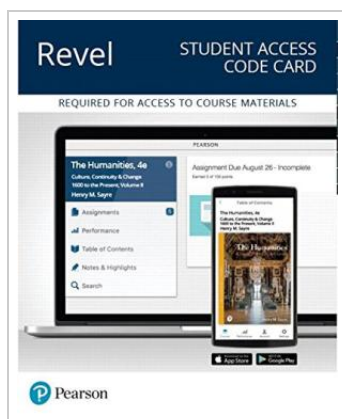 Revel
STUDENT ACCESS
CODE CARD
REQUIRED FOR ACCESS TO COURSE MATERIALS
PEARSON
The Humanities, 4e
Culture, Continuity & Change
1600 to the Present, Volume II
Henry M. Sayre
Assignments
Performance
Table of Contents
Notes & Highlights
Search
Assignment Due August 26 - Incomplete
Table of Contents
The Humanities, 4e
Culture, Continuity & Change
1600 to the Present, Volume II
Henry M. Sayre
The Humanities
App Store
Google Play
Pearson